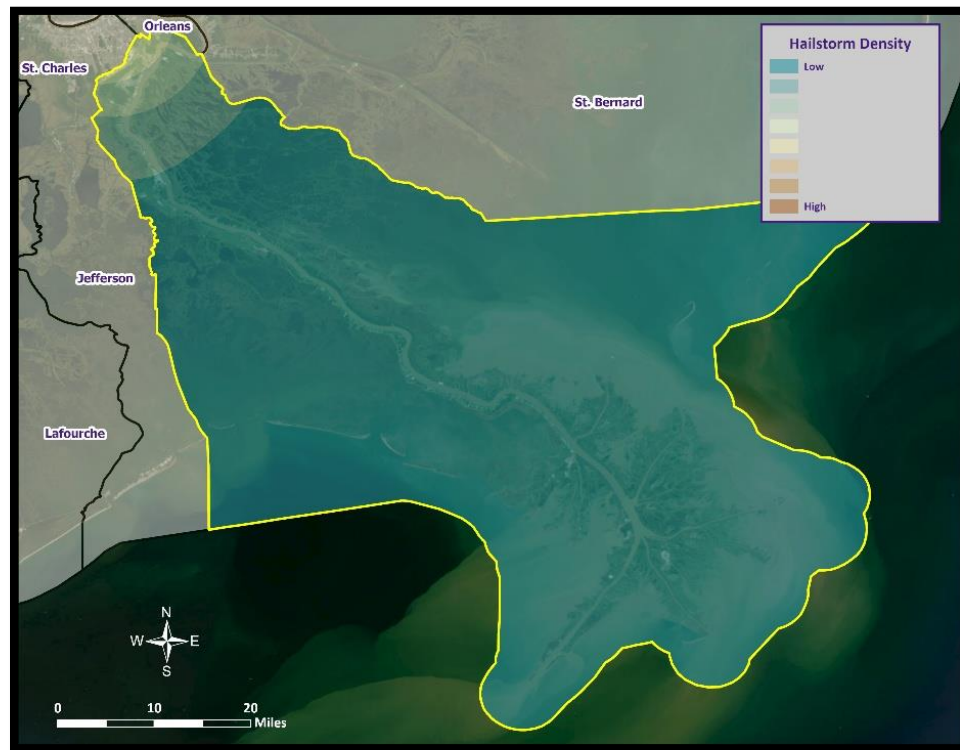 Orleans
St. Charles
St. Bernard
Hailstorm Density
Low
High
Jefferson
Lafourche
N
W E
S
0 10 20
Miles